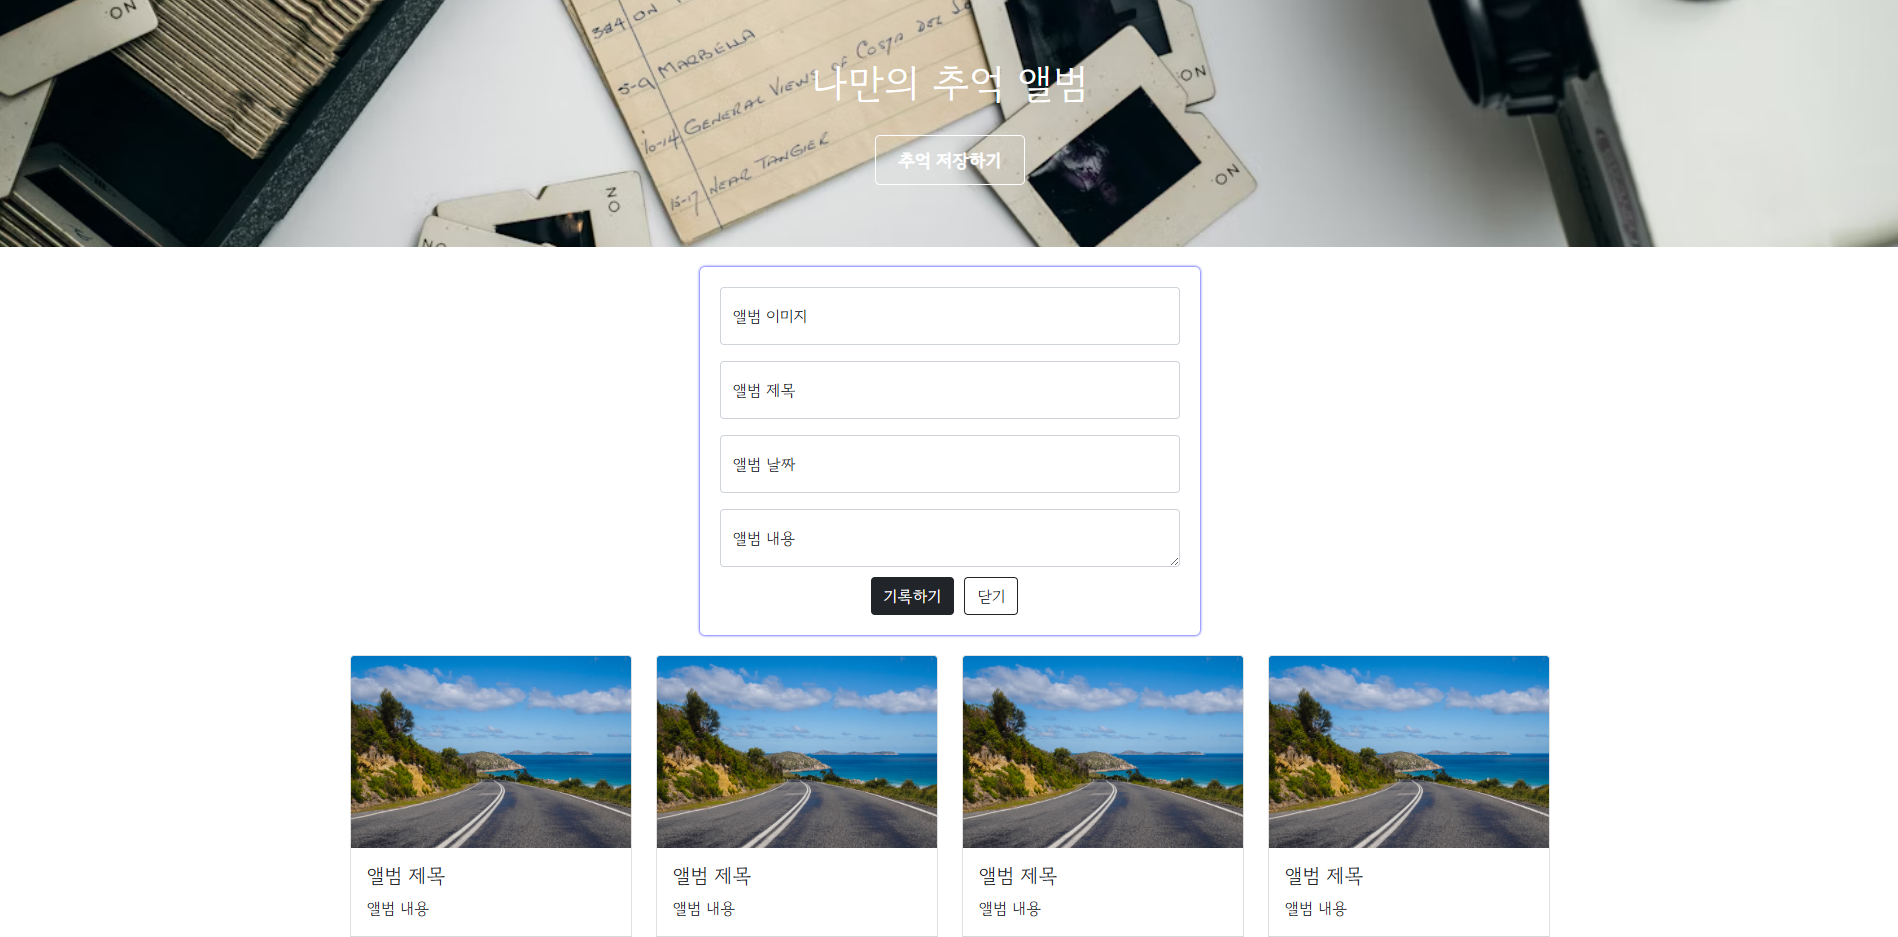 ON
384 ON
5-9 MARBELLA
10-14 GENERAL VIEWS OF COSTA DEL
15-17 NEAR TANGIER
ON
ON
ON
NO
나만의 추억 앨범
추억 저장하기
앨범 이미지
앨범 제목
앨범 날짜
앨범 내용
기록하기 닫기
앨범 제목 앨범 제목 앨범 제목 앨범 제목
앨범 내용 앨범 내용 앨범 내용 앨범 내용